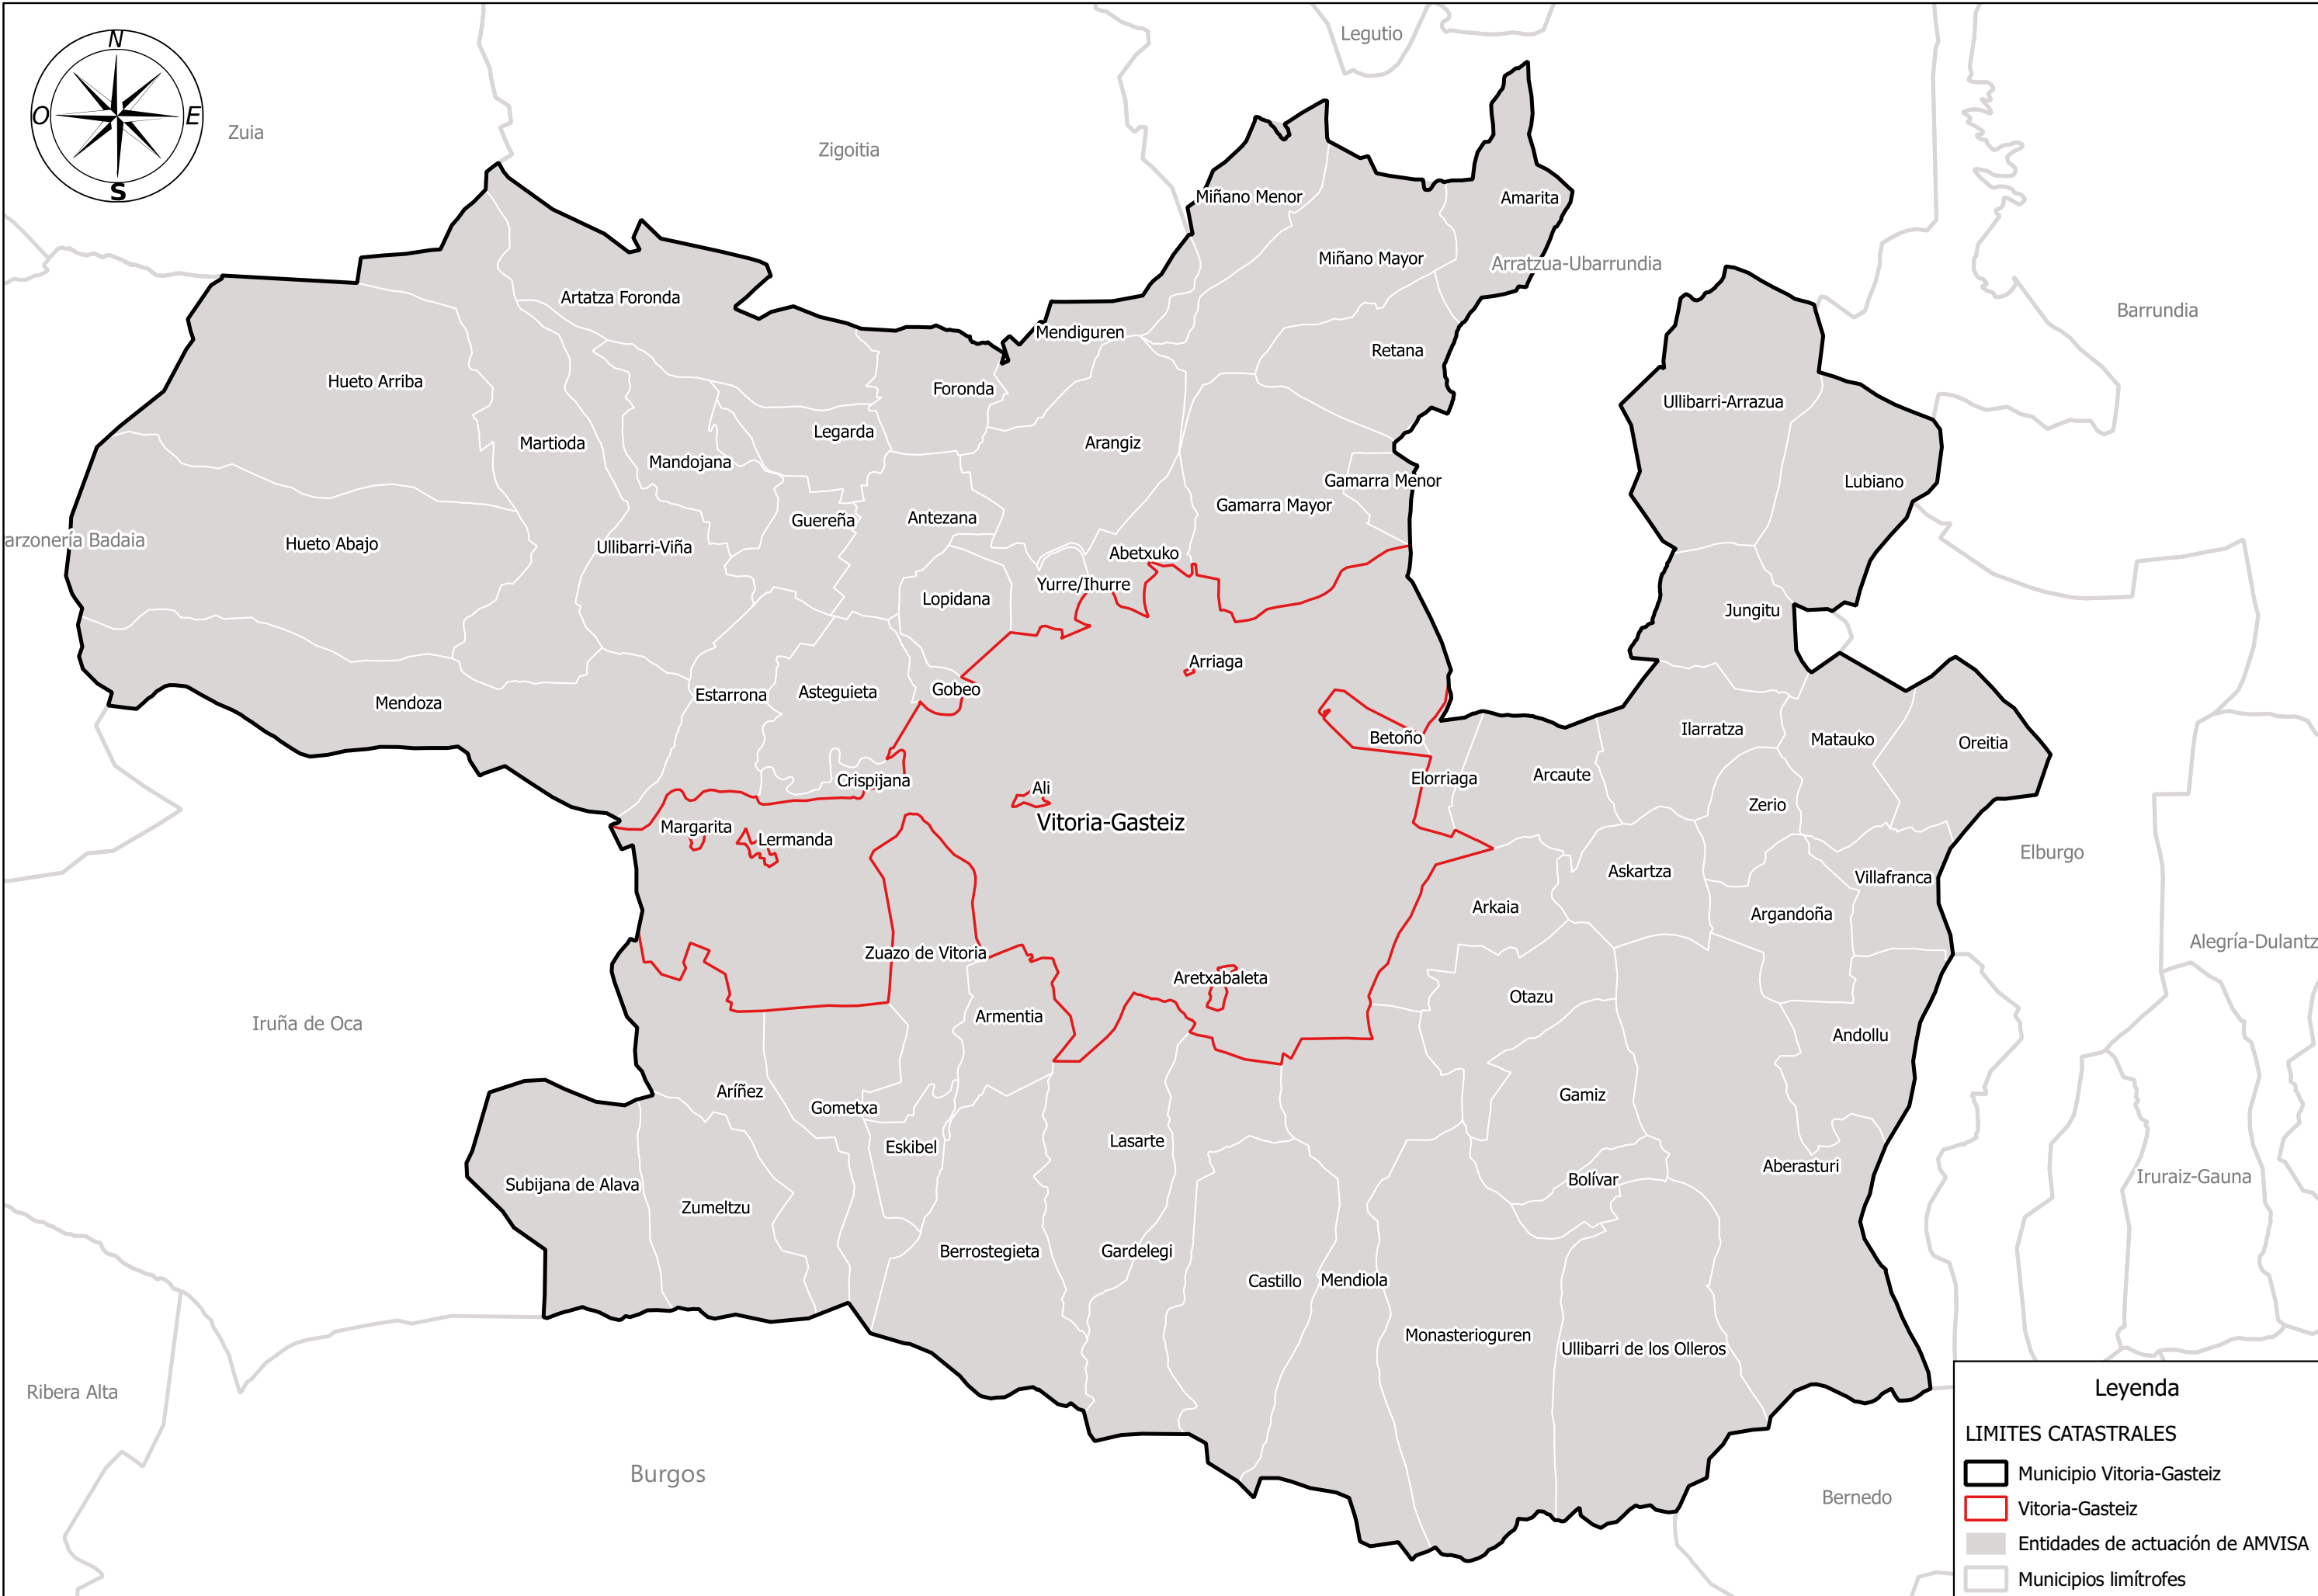 N
O
E
S
Legutio
Zuia
Zigoitia
Miñano Menor
Amarita
Miñano Mayor
Arratzua-Ubarrundia
Artatza Foronda
Barrundia
Mendiguren
Retana
Hueto Arriba
Foronda
Ullibarri-Arrazua
Legarda
Martioda
Arangiz
Mandojana
Gamarra Menor
Lubiano
Gamarra Mayor
Antezana
Guereña
arzonería Badaia
Hueto Abajo
Ullibarri-Viña
Abetxuko
Yurre/Ihurre
Lopidana
Jungitu
Arriaga
Gobeo
Asteguieta
Estarrona
Mendoza
Ilarratza
Betoño
Matauko
Oreitia
Arcaute
Elorriaga
Crispijana
Ali
Zerio
Vitoria-Gasteiz
Margarita
Lermanda
Elburgo
Askartza
Villafranca
Arkaia
Argandoña
Alegría-Dulantz
Zuazo de Vitoria
Aretxabaleta
Otazu
Armentia
Iruña de Oca
Andollu
Aríñez
Gamiz
Gometxa
Lasarte
Eskibel
Aberasturi
Iruraiz-Gauna
Bolívar
Subijana de Alava
Zumeltzu
Berrostegieta
Gardelegi
Castillo
Mendiola
Monasterioguren
Ullibarri de los Olleros
Ribera Alta
Burgos
Bernedo
Leyenda
LIMITES CATASTRALES
Municipio Vitoria-Gasteiz
Vitoria-Gasteiz
Entidades de actuación de AMVISA
Municipios limítrofes